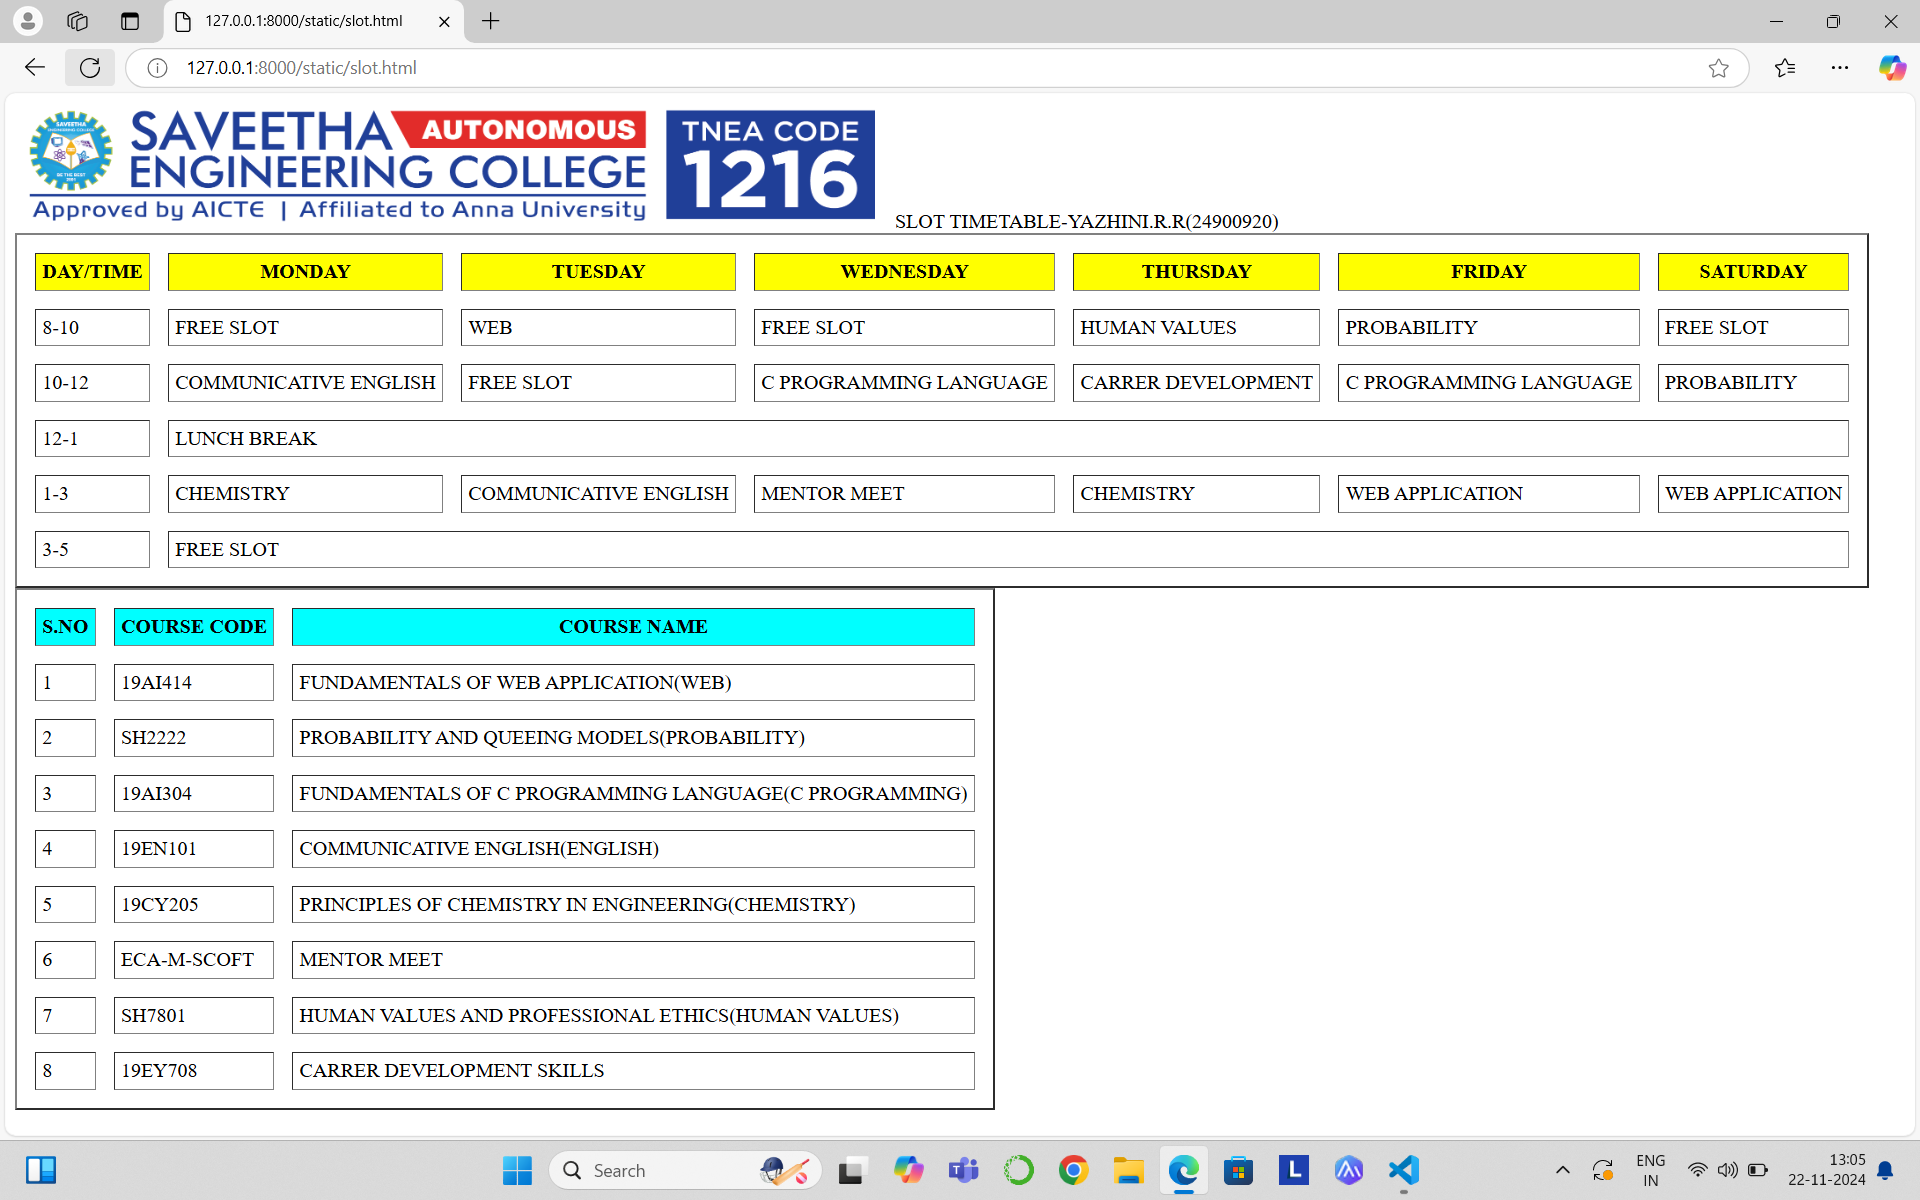 127.0.0.1:8000/static/slot.html
127.0.0.1:8000/static/slot.html
SAVEETHA AUTONOMOUS
ENGINEERING COLLEGE
Approved by AICTE | Affiliated to Anna University
TNEA CODE
1216
SLOT TIMETABLE-YAZHINI.R.R(24900920)
DAY/TIME MONDAY TUESDAY WEDNESDAY THURSDAY FRIDAY SATURDAY
8-10 FREE SLOT WEB FREE SLOT HUMAN VALUES PROBABILITY FREE SLOT
10-12 COMMUNICATIVE ENGLISH FREE SLOT C PROGRAMMING LANGUAGE CARRER DEVELOPMENT C PROGRAMMING LANGUAGE PROBABILITY
12-1 LUNCH BREAK
1-3 CHEMISTRY COMMUNICATIVE ENGLISH MENTOR MEET CHEMISTRY WEB APPLICATION WEB APPLICATION
3-5 FREE SLOT
S.NO COURSE CODE COURSE NAME
1 19AI414 FUNDAMENTALS OF WEB APPLICATION(WEB)
2 SH2222 PROBABILITY AND QUEEING MODELS(PROBABILITY)
3 19AI304 FUNDAMENTALS OF C PROGRAMMING LANGUAGE(C PROGRAMMING)
4 19EN101 COMMUNICATIVE ENGLISH(ENGLISH)
5 19CY205 PRINCIPLES OF CHEMISTRY IN ENGINEERING(CHEMISTRY)
6 ECA-M-SCOFT MENTOR MEET
7 SH7801 HUMAN VALUES AND PROFESSIONAL ETHICS(HUMAN VALUES)
8 19EY708 CARRER DEVELOPMENT SKILLS
Search
ENG
IN
13:05
22-11-2024